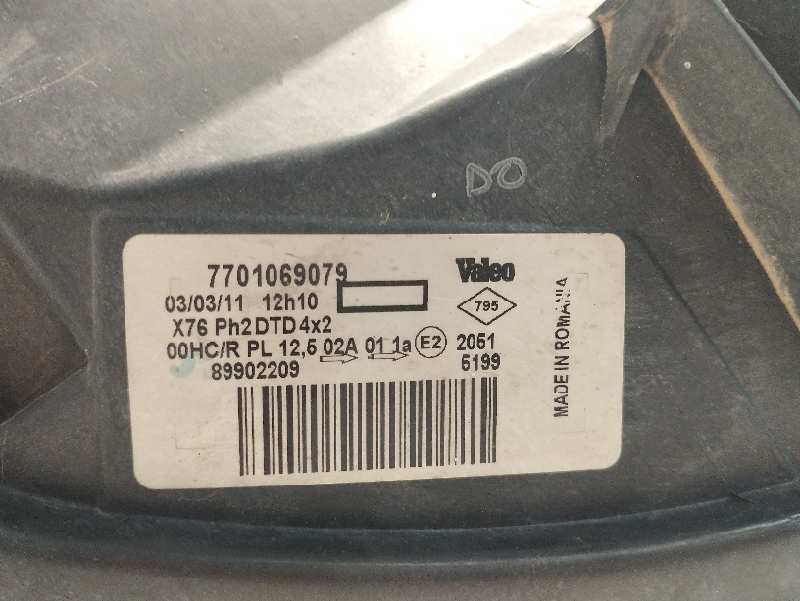 DO
7701069079 Valeo
03/03/11 12h10 795
X76 Ph2 DTD 4x2
00HC/R PL 12,5 02A 01 1a E2 2051
89902209 5199
MADE IN ROMANIA